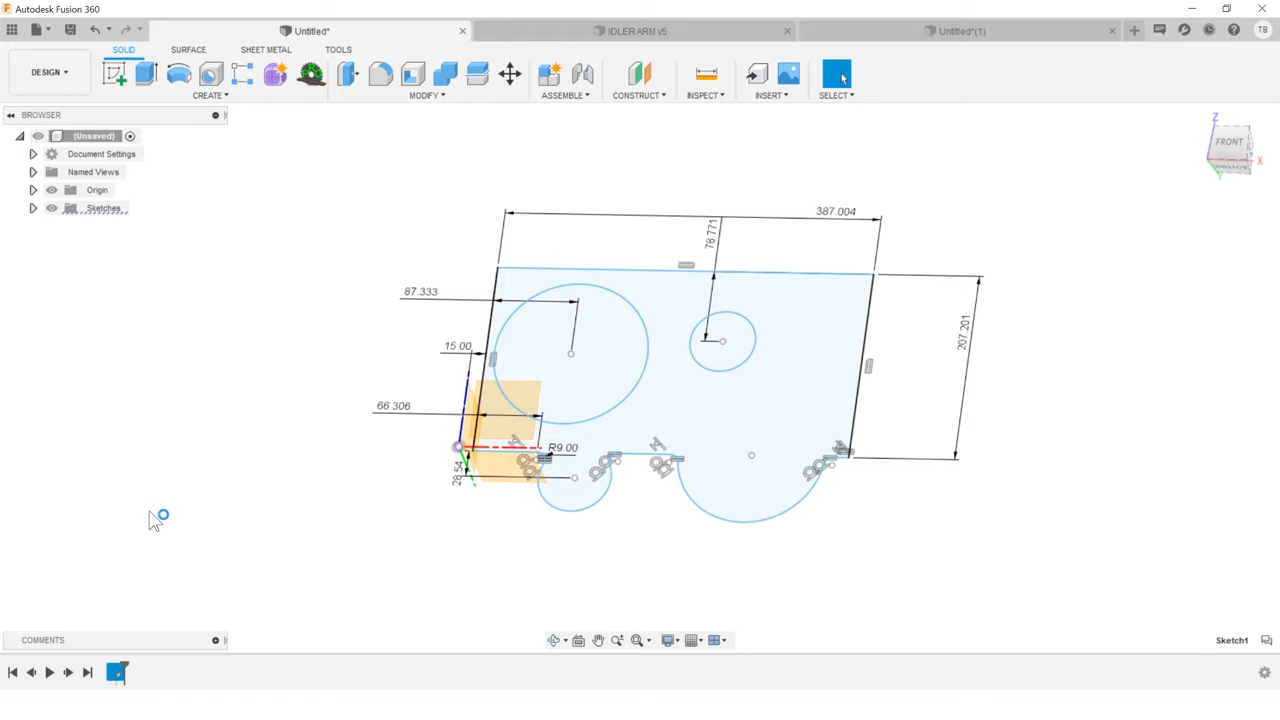 Autodesk Fusion 360
Untitled*
IDLER ARM v5
Untitled*(1)
TB
SOLID
SURFACE
SHEET METAL
TOOLS
DESIGN
CREATE
MODIFY
ASSEMBLE
CONSTRUCT
INSPECT
INSERT
SELECT
BROWSER
(Unsaved)
Document Settings
Named Views
Origin
Sketches
Z
FRONT
X
Y
387.004
78.771
87.333
15.00
207.201
66.306
R9.00
28.54
COMMENTS
Sketch1